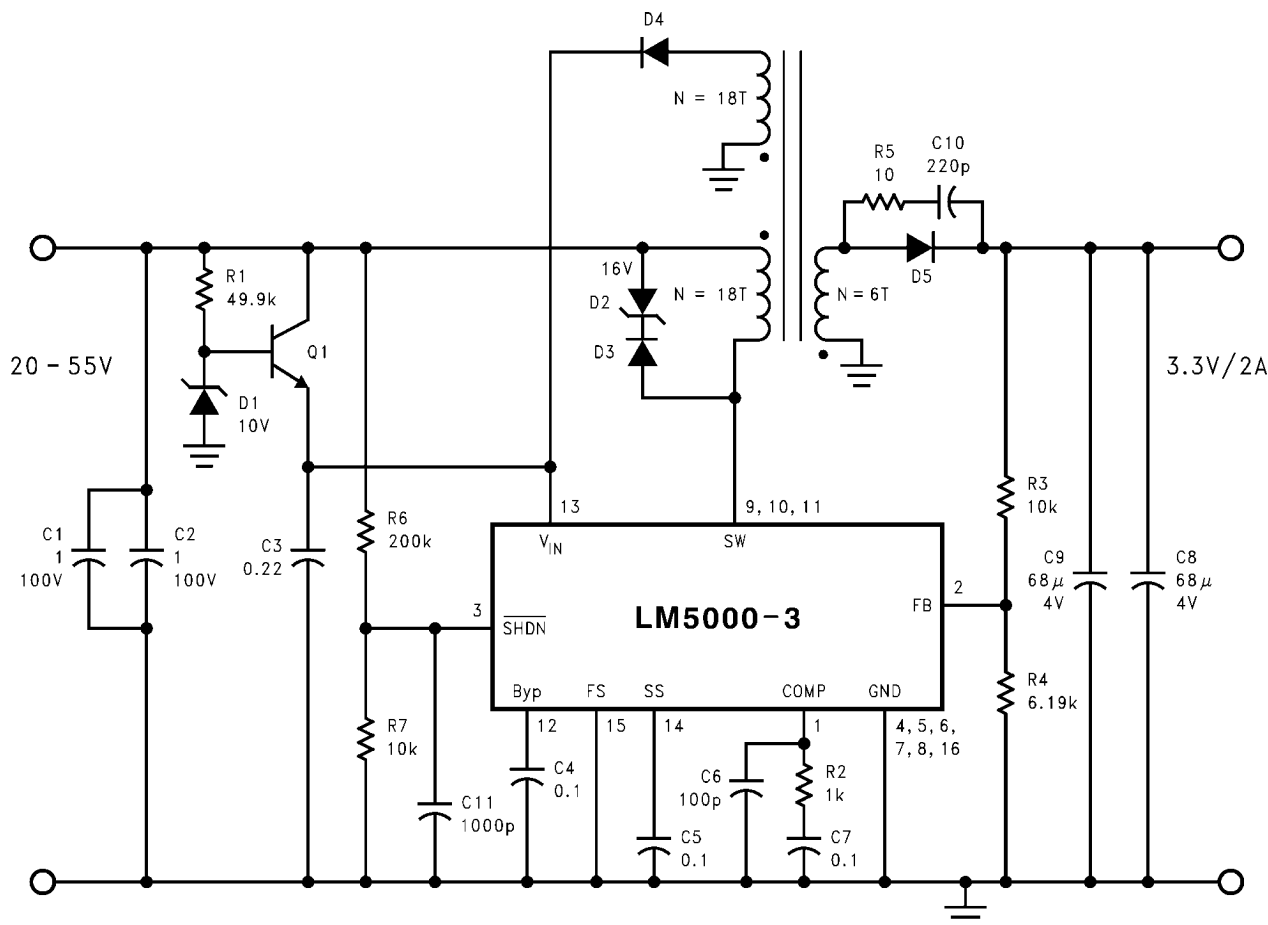 D4
N = 18T
C10
220p
R5
10
R1
49.9k
16V
D2
D3
N = 18T
N = 6T
D5
20 - 55V
Q1
D1
10V
3.3V/2A
13
9, 10, 11
VIN
SW
R3
10k
R6
200k
C1
1
100V
C2
1
100V
C3
0.22
C9
68µ
4V
C8
68µ
4V
3
SHDN
LM5000-3
FB
2
R4
6.19k
Byp
FS
SS
COMP
GND
12
15
14
1
4, 5, 6,
7, 8, 16
R7
10k
C4
0.1
C6
100p
R2
1k
C11
1000p
C5
0.1
C7
0.1